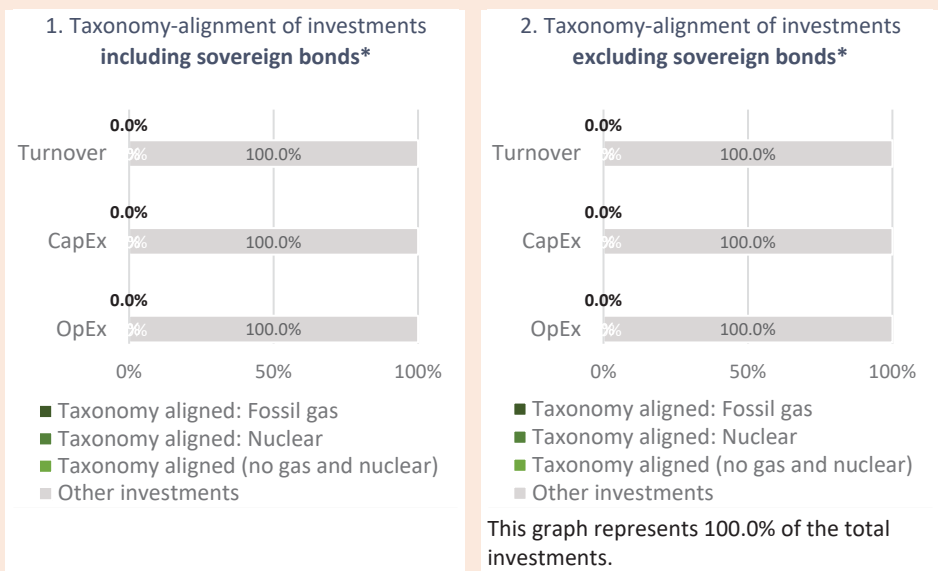 1. Taxonomy-alignment of investments
including sovereign bonds*
0.0%
Turnover
100.0%
0.0%
CapEx
100.0%
0.0%
OpEx
100.0%
0% 50% 100%
Taxonomy aligned: Fossil gas
Taxonomy aligned: Nuclear
Taxonomy aligned (no gas and nuclear)
Other investments
2. Taxonomy-alignment of investments
excluding sovereign bonds*
0.0%
Turnover
100.0%
0.0%
CapEx
100.0%
0.0%
OpEx
100.0%
0% 50% 100%
Taxonomy aligned: Fossil gas
Taxonomy aligned: Nuclear
Taxonomy aligned (no gas and nuclear)
Other investments
This graph represents 100.0% of the total
investments.